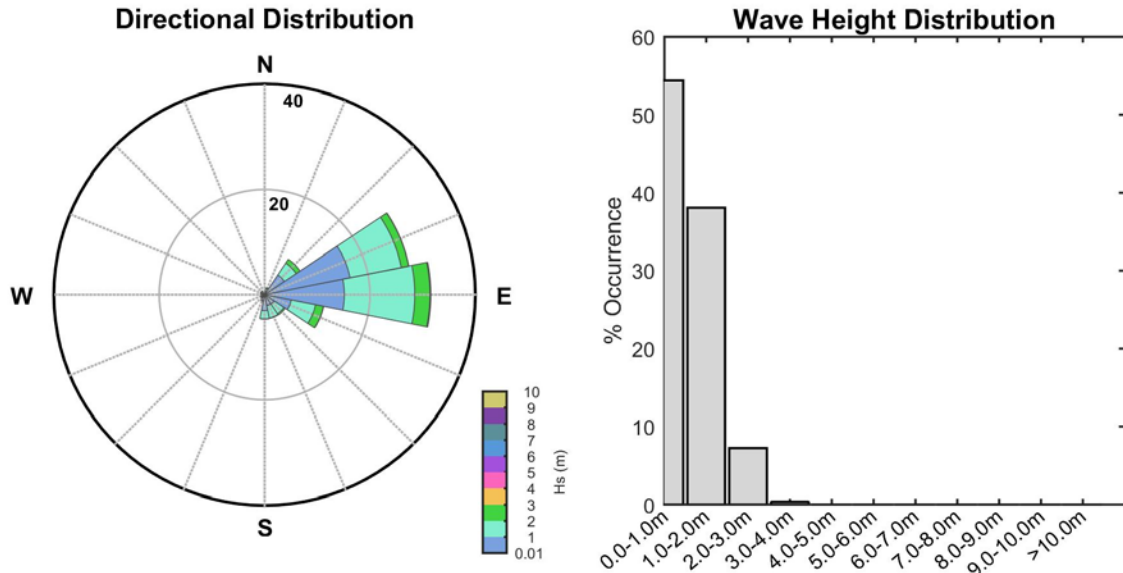 Directional Distribution
N
40
20
W
E
S
10
9
8
7
6
5
4
3
2
1
0.01
Hs (m)
Wave Height Distribution
60
50
40
30
20
10
0
% Occurrence
0.0-1.0m
1.0-2.0m
2.0-3.0m
3.0-4.0m
4.0-5.0m
5.0-6.0m
6.0-7.0m
7.0-8.0m
8.0-9.0m
9.0-10.0m
>10.0m